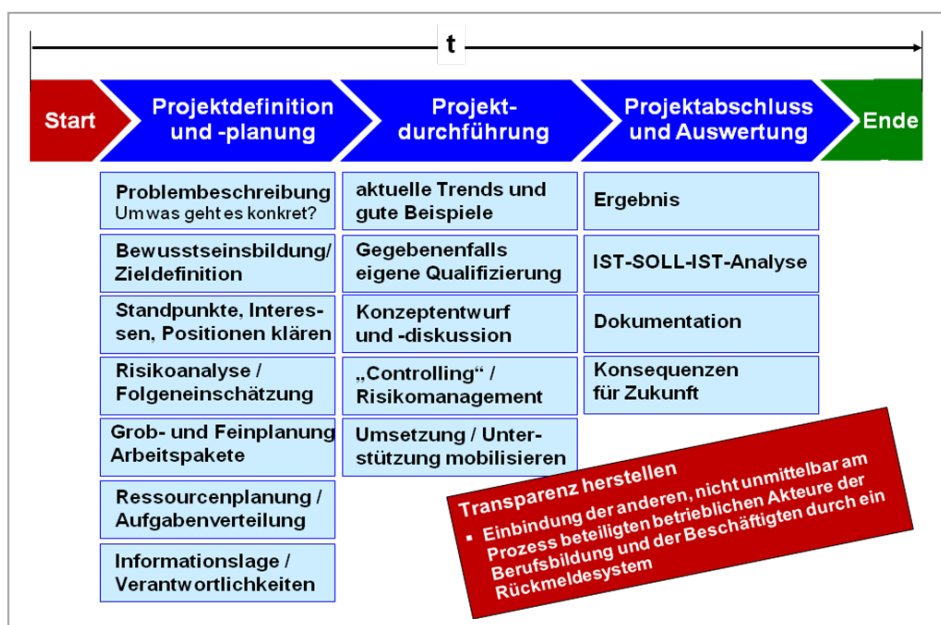 t
Start
Projektdefinition
und -planung
Projekt-
durchführung
Projektabschluss
und Auswertung
Ende
Problembeschreibung
Um was geht es konkret?
Bewusstseinsbildung/
Zieldefinition
Standpunkte, Interes-
sen, Positionen klären
Risikoanalyse /
Folgeneinschätzung
Grob- und Feinplanung
Arbeitspakete
Ressourcenplanung /
Aufgabenverteilung
Informationslage /
Verantwortlichkeiten
aktuelle Trends und
gute Beispiele
Gegebenenfalls
eigene Qualifizierung
Konzeptentwurf
und -diskussion
„Controlling“ /
Risikomanagement
Umsetzung / Unter-
stützung mobilisieren
Ergebnis
IST-SOLL-IST-Analyse
Dokumentation
Konsequenzen
für Zukunft
Transparenz herstellen
▪ Einbindung der anderen, nicht unmittelbar am
Prozess beteiligten betrieblichen Akteure der
Berufsbildung und der Beschäftigten durch ein
Rückmeldesystem